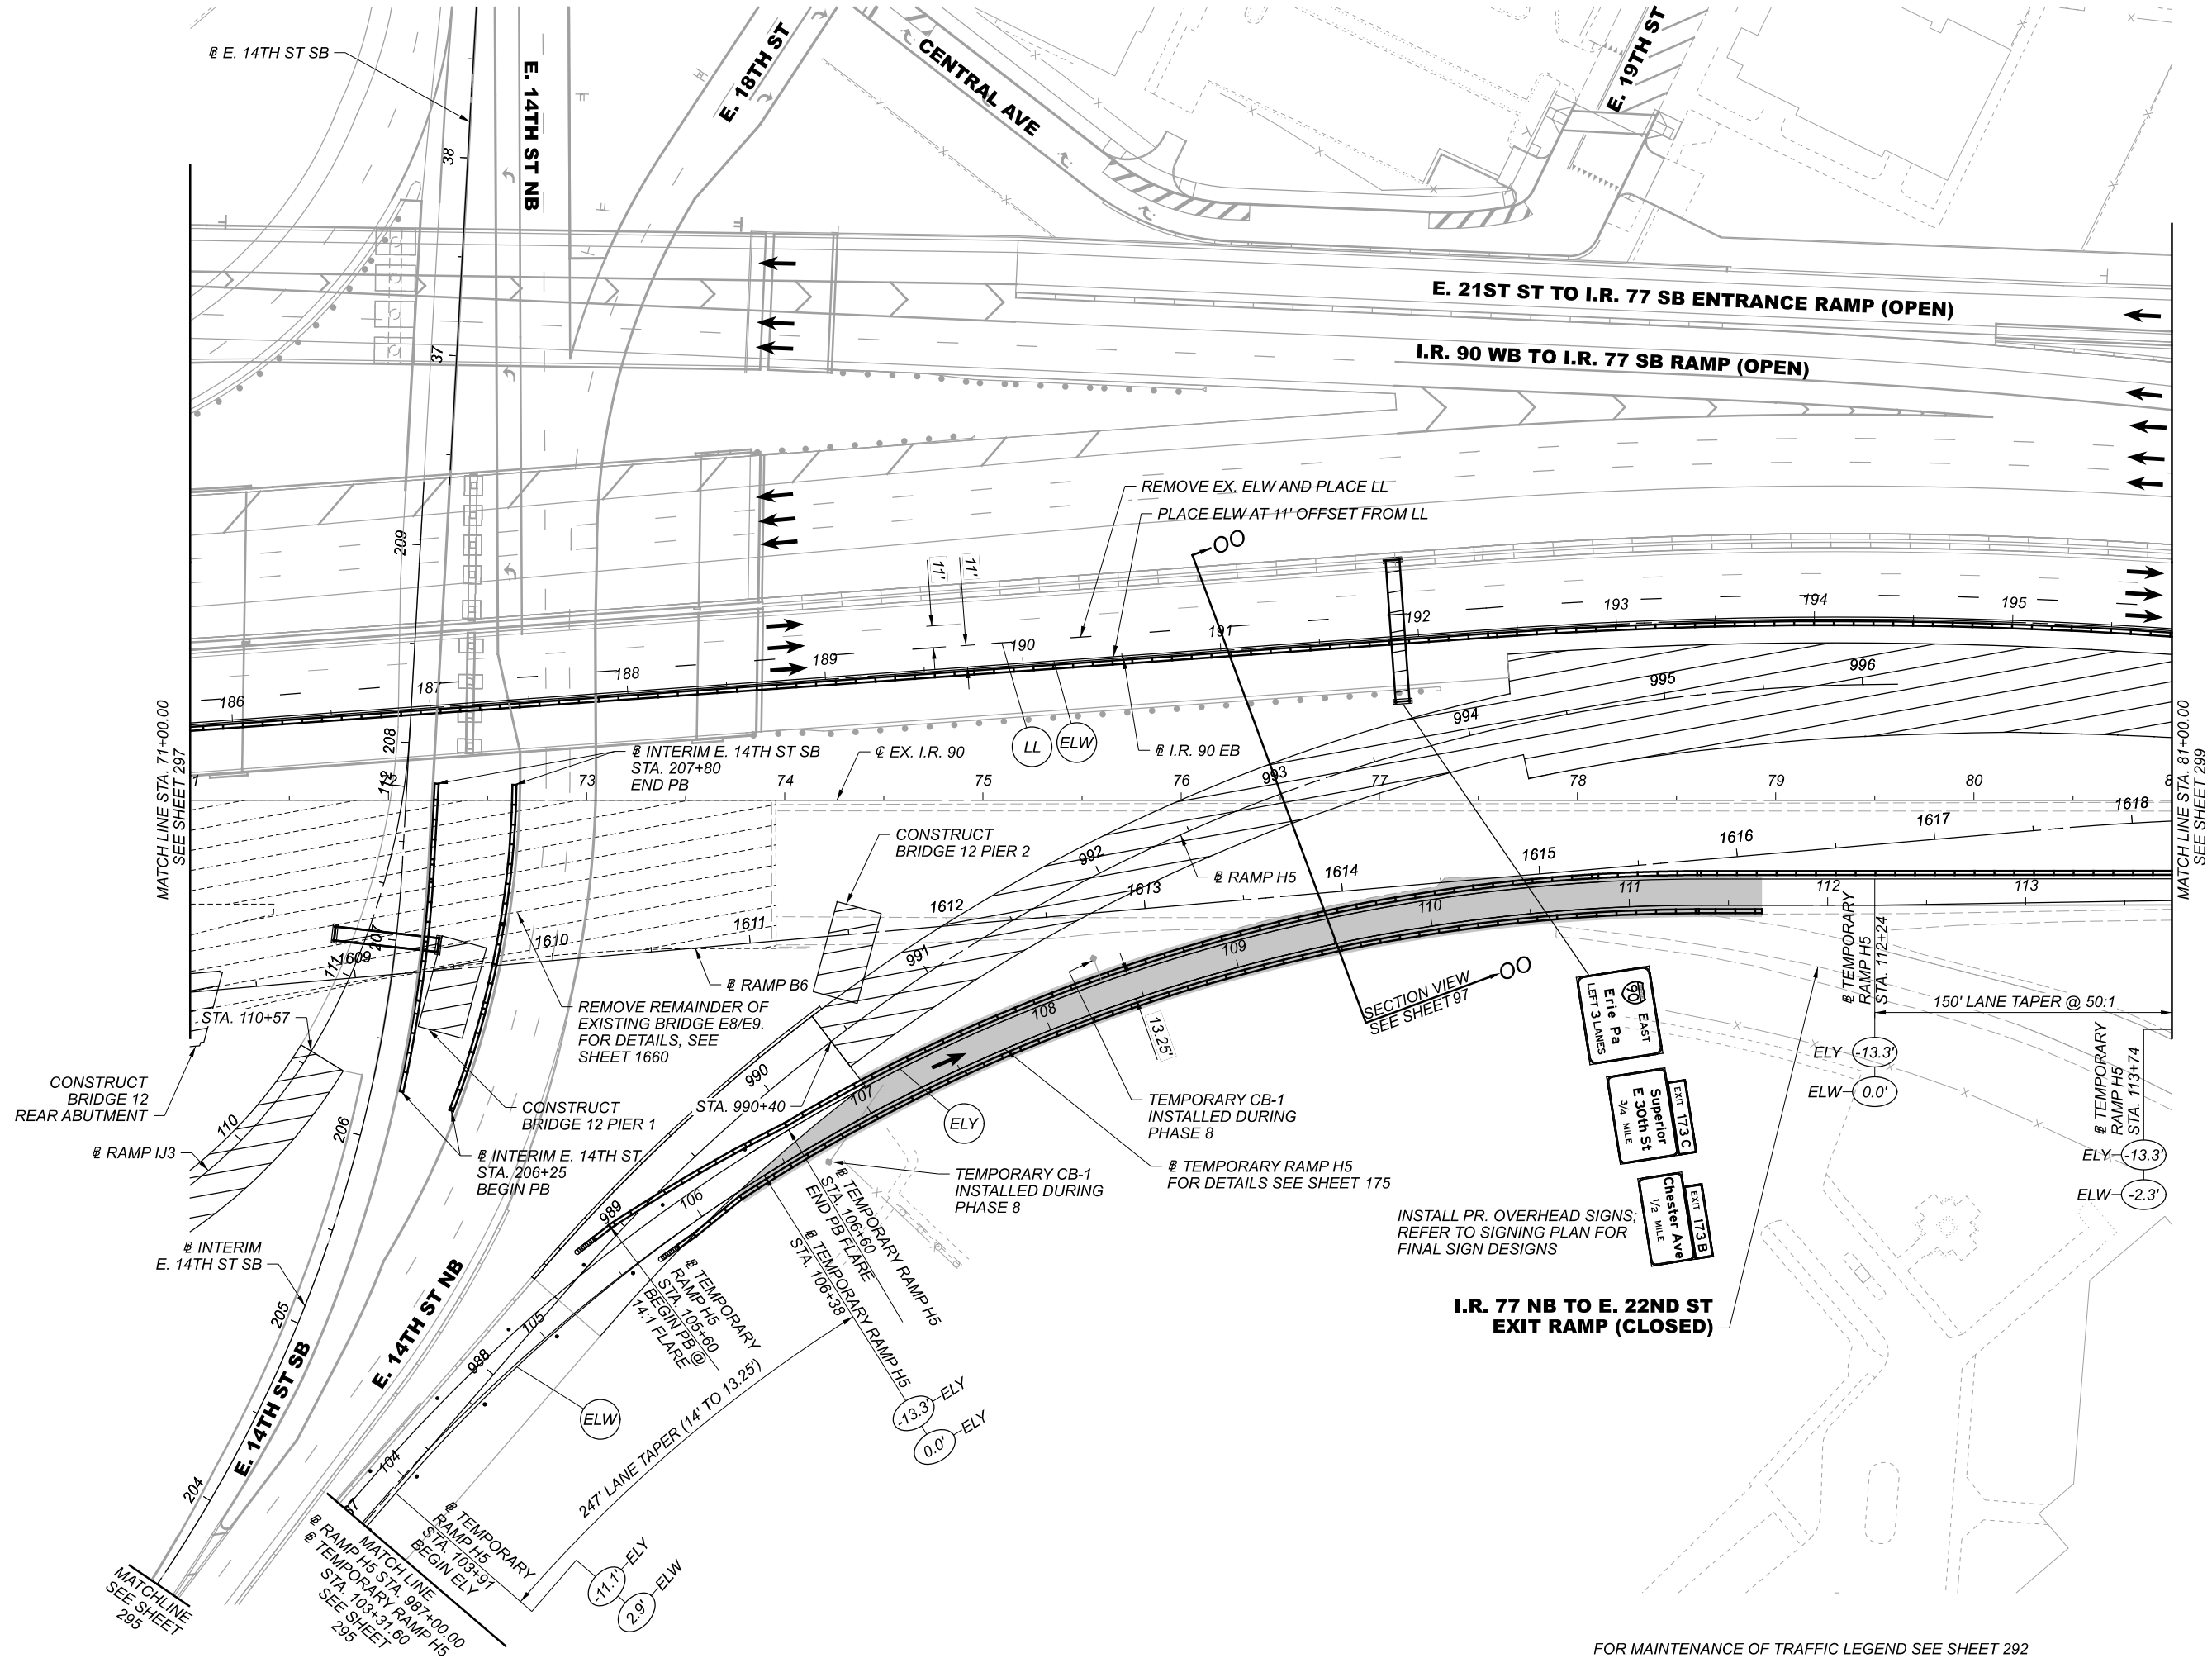 ℄ E. 14TH ST SB
E. 14TH ST NB
E. 18TH ST
CENTRAL AVE
E. 19TH ST
38
37
E. 21ST ST TO I.R. 77 SB ENTRANCE RAMP (OPEN)
I.R. 90 WB TO I.R. 77 SB RAMP (OPEN)
REMOVE EX. ELW AND PLACE LL
PLACE ELW AT 11' OFFSET FROM LL
OO
11'
11'
209
186
187
188
189
190
191
192
193
194
195
996
995
994
993
992
991
990
989
988
MATCH LINE STA. 71+00.00
SEE SHEET 297
MATCH LINE STA. 81+00.00
SEE SHEET 299
208
112
207
111
℄ INTERIM E. 14TH ST SB
STA. 207+80
END PB
℄ EX. I.R. 90
LL
ELW
℄ I.R. 90 EB
73
74
75
76
77
78
79
80
CONSTRUCT
BRIDGE 12 PIER 2
℄ RAMP H5
1609
1610
1611
1612
1613
1614
1615
1616
1617
1618
℄ RAMP B6
REMOVE REMAINDER OF
EXISTING BRIDGE E8/E9.
FOR DETAILS, SEE
SHEET 1660
STA. 110+57
CONSTRUCT
BRIDGE 12
REAR ABUTMENT
℄ RAMP IJ3
110
CONSTRUCT
BRIDGE 12 PIER 1
℄ INTERIM E. 14TH ST
STA. 206+25
BEGIN PB
206
205
204
℄ INTERIM
E. 14TH ST SB
E. 14TH ST SB
E. 14TH ST NB
STA. 990+40
104
105
106
107
108
109
110
111
112
113
13.25'
ELY
SECTION VIEW
SEE SHEET 97
OO
TEMPORARY CB-1
INSTALLED DURING
PHASE 8
TEMPORARY CB-1
INSTALLED DURING
PHASE 8
℄ TEMPORARY RAMP H5
FOR DETAILS SEE SHEET 175
90 EAST
Erie Pa
LEFT 3 LANES
EXIT 173 C
Superior
E 30th St
3/4 MILE
EXIT 173 B
Chester Ave
1/2 MILE
INSTALL PR. OVERHEAD SIGNS;
REFER TO SIGNING PLAN FOR
FINAL SIGN DESIGNS
I.R. 77 NB TO E. 22ND ST
EXIT RAMP (CLOSED)
℄ TEMPORARY
RAMP H5
STA. 112+24
150' LANE TAPER @ 50:1
ELY -13.3'
ELW 0.0'
℄ TEMPORARY
RAMP H5
STA. 113+74
ELY -13.3'
ELW -2.3'
℄ TEMPORARY RAMP H5
STA. 106+60
END PB FLARE
℄ TEMPORARY RAMP H5
STA. 106+38
-13.3' ELY
0.0' ELY
℄ TEMPORARY
RAMP H5
STA. 105+60
BEGIN PB @
14:1 FLARE
ELW
247' LANE TAPER (14' TO 13.25')
℄ TEMPORARY
RAMP H5
STA. 103+91
BEGIN ELY
-11.1' ELY
2.9' ELW
MATCH LINE
℄ RAMP H5 STA. 987+00.00
℄ TEMPORARY RAMP H5
STA. 103+31.60
SEE SHEET
295
MATCHLINE
SEE SHEET
295
FOR MAINTENANCE OF TRAFFIC LEGEND SEE SHEET 292